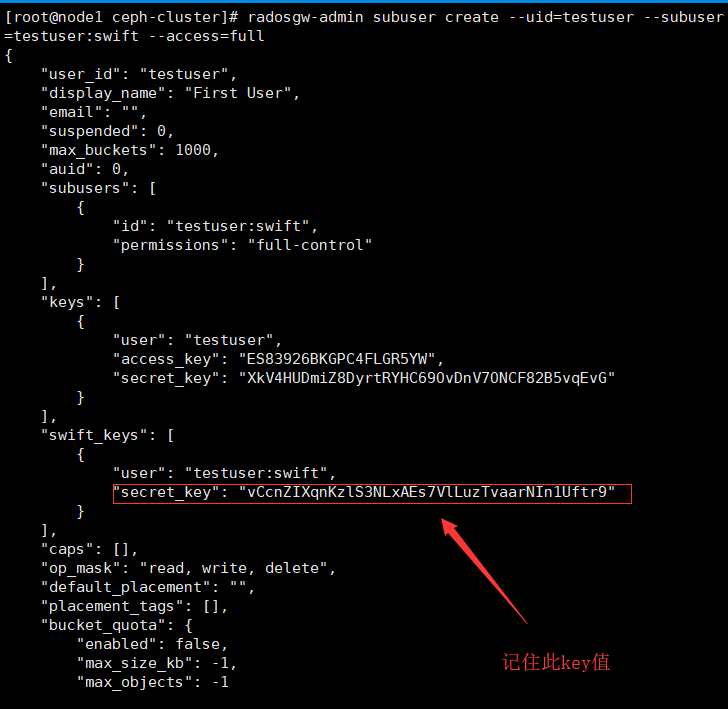 [root@node1 ceph-cluster]# radosgw-admin subuser create --uid=testuser --subuser
=testuser:swift --access=full
{
    "user_id": "testuser",
    "display_name": "First User",
    "email": "",
    "suspended": 0,
    "max_buckets": 1000,
    "auid": 0,
    "subusers": [
        {
            "id": "testuser:swift",
            "permissions": "full-control"
        }
    ],
    "keys": [
        {
            "user": "testuser",
            "access_key": "ES83926BKGPC4FLGR5YW",
            "secret_key": "XkV4HUDmiZ8DyrtRYHC69OvDnV7ONCF82B5vqEvG"
        }
    ],
    "swift_keys": [
        {
            "user": "testuser:swift",
            "secret_key": "vCcnZIXqnKzlS3NLxAEs7VlLuzTvaarNIn1Uftr9"
        }
    ],
    "caps": [],
    "op_mask": "read, write, delete",
    "default_placement": "",
    "placement_tags": [],
    "bucket_quota": {
        "enabled": false,
        "max_size_kb": -1,
        "max_objects": -1
记住此key值